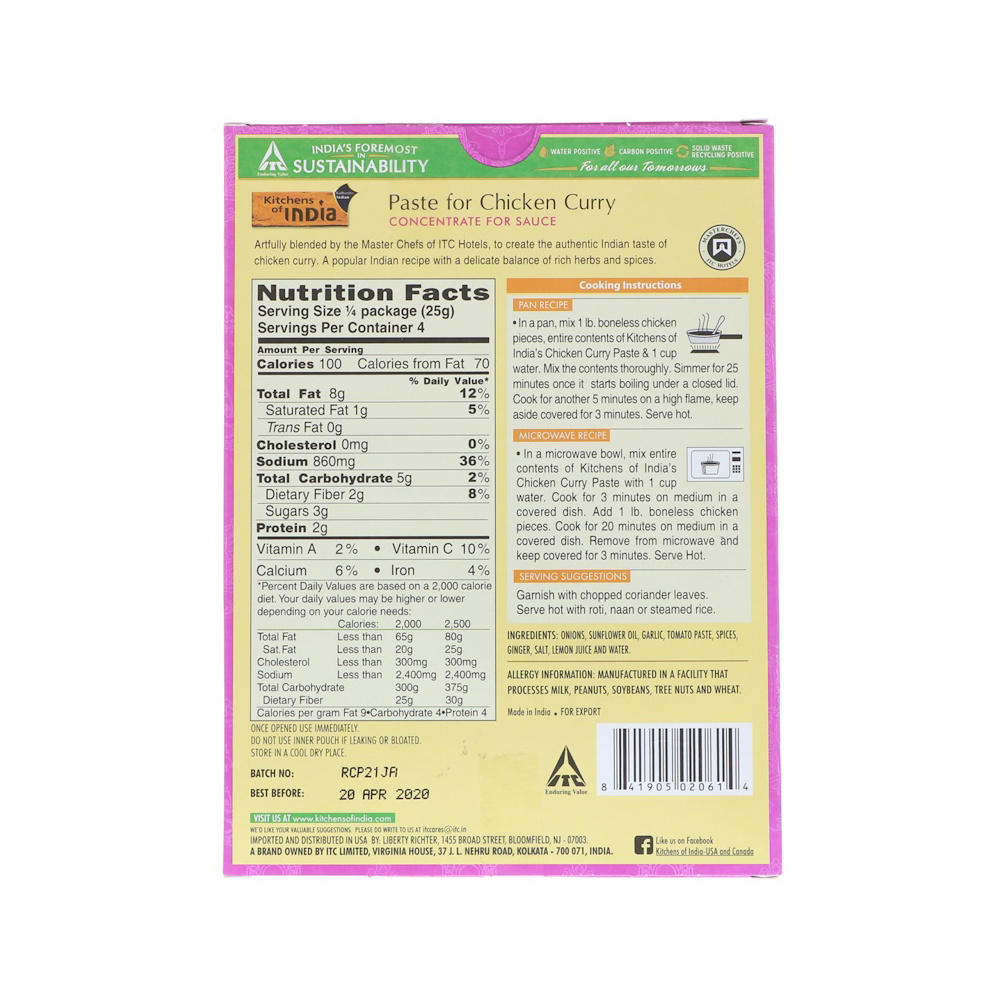 INDIA'S FOREMOST
IN
SUSTAINABILITY
ITC
Enduring Value
WATER POSITIVE
CARBON POSITIVE
SOLID WASTE
RECYCLING POSITIVE
For all our Tomorrows
Kitchens
of INDIA
Authentic
Indian
Paste for Chicken Curry
CONCENTRATE FOR SAUCE
Artfully blended by the Master Chefs of ITC Hotels, to create the authentic Indian taste of
chicken curry. A popular Indian recipe with a delicate balance of rich herbs and spices.
MASTERCHEFS
ITC HOTELS
Nutrition Facts
Serving Size ¼ package (25g)
Servings Per Container 4
Amount Per Serving
Calories 100 Calories from Fat 70
% Daily Value*
Total Fat 8g 12%
Saturated Fat 1g 5%
Trans Fat 0g
Cholesterol 0mg 0%
Sodium 860mg 36%
Total Carbohydrate 5g 2%
Dietary Fiber 2g 8%
Sugars 3g
Protein 2g
Vitamin A 2% • Vitamin C 10%
Calcium 6% • Iron 4%
*Percent Daily Values are based on a 2,000 calorie
diet. Your daily values may be higher or lower
depending on your calorie needs:
Calories: 2,000 2,500
Total Fat Less than 65g 80g
Sat.Fat Less than 20g 25g
Cholesterol Less than 300mg 300mg
Sodium Less than 2,400mg 2,400mg
Total Carbohydrate 300g 375g
Dietary Fiber 25g 30g
Calories per gram Fat 9•Carbohydrate 4•Protein 4
ONCE OPENED USE IMMEDIATELY.
DO NOT USE INNER POUCH IF LEAKING OR BLOATED.
STORE IN A COOL DRY PLACE.
BATCH NO: RCP21JA
BEST BEFORE: 20 APR 2020
Cooking Instructions
PAN RECIPE
• In a pan, mix 1 lb. boneless chicken
pieces, entire contents of Kitchens of
India's Chicken Curry Paste & 1 cup
water. Mix the contents thoroughly. Simmer for 25
minutes once it starts boiling under a closed lid.
Cook for another 5 minutes on a high flame, keep
aside covered for 3 minutes. Serve hot.
MICROWAVE RECIPE
• In a microwave bowl, mix entire
contents of Kitchens of India's
Chicken Curry Paste with 1 cup
water. Cook for 3 minutes on medium in a
covered dish. Add 1 lb. boneless chicken
pieces. Cook for 20 minutes on medium in a
covered dish. Remove from microwave and
keep covered for 3 minutes. Serve Hot.
SERVING SUGGESTIONS
Garnish with chopped coriander leaves.
Serve hot with roti, naan or steamed rice.
INGREDIENTS: ONIONS, SUNFLOWER OIL, GARLIC, TOMATO PASTE, SPICES,
GINGER, SALT, LEMON JUICE AND WATER.
ALLERGY INFORMATION: MANUFACTURED IN A FACILITY THAT
PROCESSES MILK, PEANUTS, SOYBEANS, TREE NUTS AND WHEAT.
Made in India • FOR EXPORT
ITC
Enduring Value
8 41905 02061 4
VISIT US AT www.kitchensofindia.com
WE'D LIKE YOUR VALUABLE SUGGESTIONS. PLEASE DO WRITE TO US AT itccares@itc.in
IMPORTED AND DISTRIBUTED IN USA BY: LIBERTY RICHTER, 1455 BROAD STREET, BLOOMFIELD, NJ - 07003.
A BRAND OWNED BY ITC LIMITED, VIRGINIA HOUSE, 37 J. L. NEHRU ROAD, KOLKATA - 700 071, INDIA.
Like us on Facebook
Kitchens of India-USA and Canada